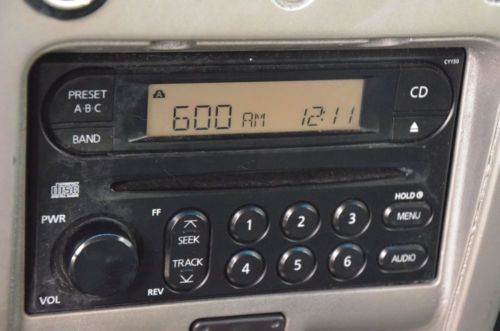 CY150
PRESET
A·B·C
BAND
A
600 AM 12:11
CD
disc
PWR
VOL
FF
SEEK
TRACK
REV
1 2 3
4 5 6
HOLD
MENU
AUDIO